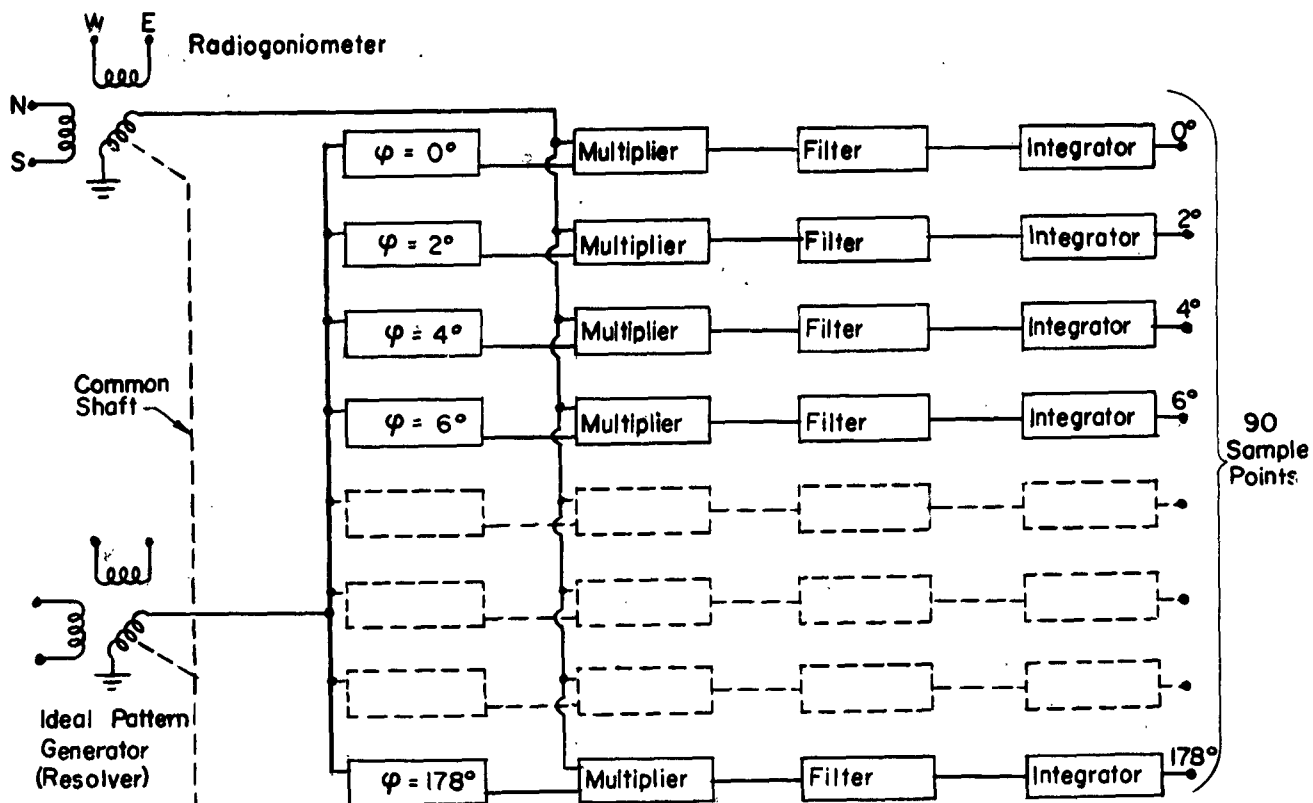 W E
Radiogoniometer
N
S
φ = 0° Multiplier Filter Integrator 0°
φ = 2° Multiplier Filter Integrator 2°
φ = 4° Multiplier Filter Integrator 4°
Common
Shaft
φ = 6° Multiplier Filter Integrator 6°
90
Sample
Points
Ideal Pattern
Generator
(Resolver)
φ = 178° Multiplier Filter Integrator 178°